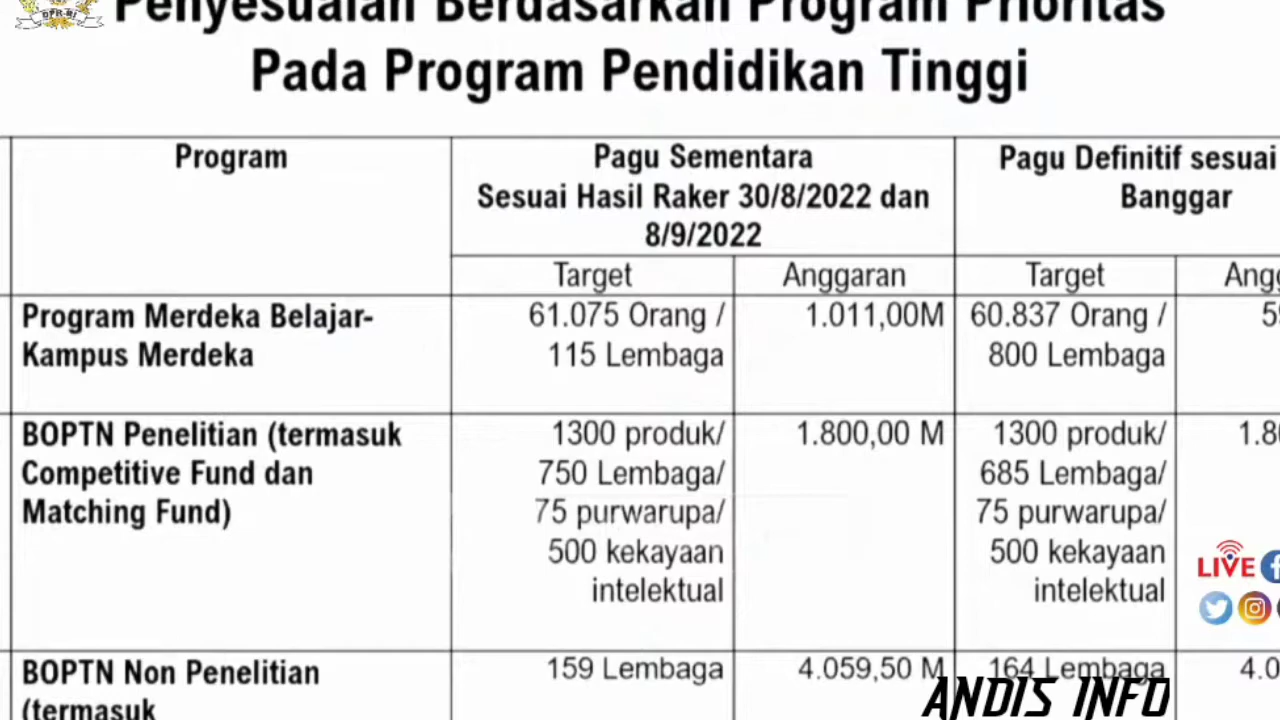 DPR-RI
Penyesuaian Berdasarkan Program Prioritas
Pada Program Pendidikan Tinggi
Program
Pagu Sementara
Sesuai Hasil Raker 30/8/2022 dan
8/9/2022
Pagu Definitif sesuai
Banggar
Target
Anggaran
Target
Program Merdeka Belajar-
Kampus Merdeka
61.075 Orang /
115 Lembaga
1.011,00M
60.837 Orang /
800 Lembaga
BOPTN Penelitian (termasuk
Competitive Fund dan
Matching Fund)
1300 produk/
750 Lembaga/
75 purwarupa/
500 kekayaan
intelektual
1.800,00 M
1300 produk/
685 Lembaga/
75 purwarupa/
500 kekayaan
intelektual
LIVE
BOPTN Non Penelitian
(termasuk
159 Lembaga
4.059,50 M
164 Lembaga
ANDIS INFO